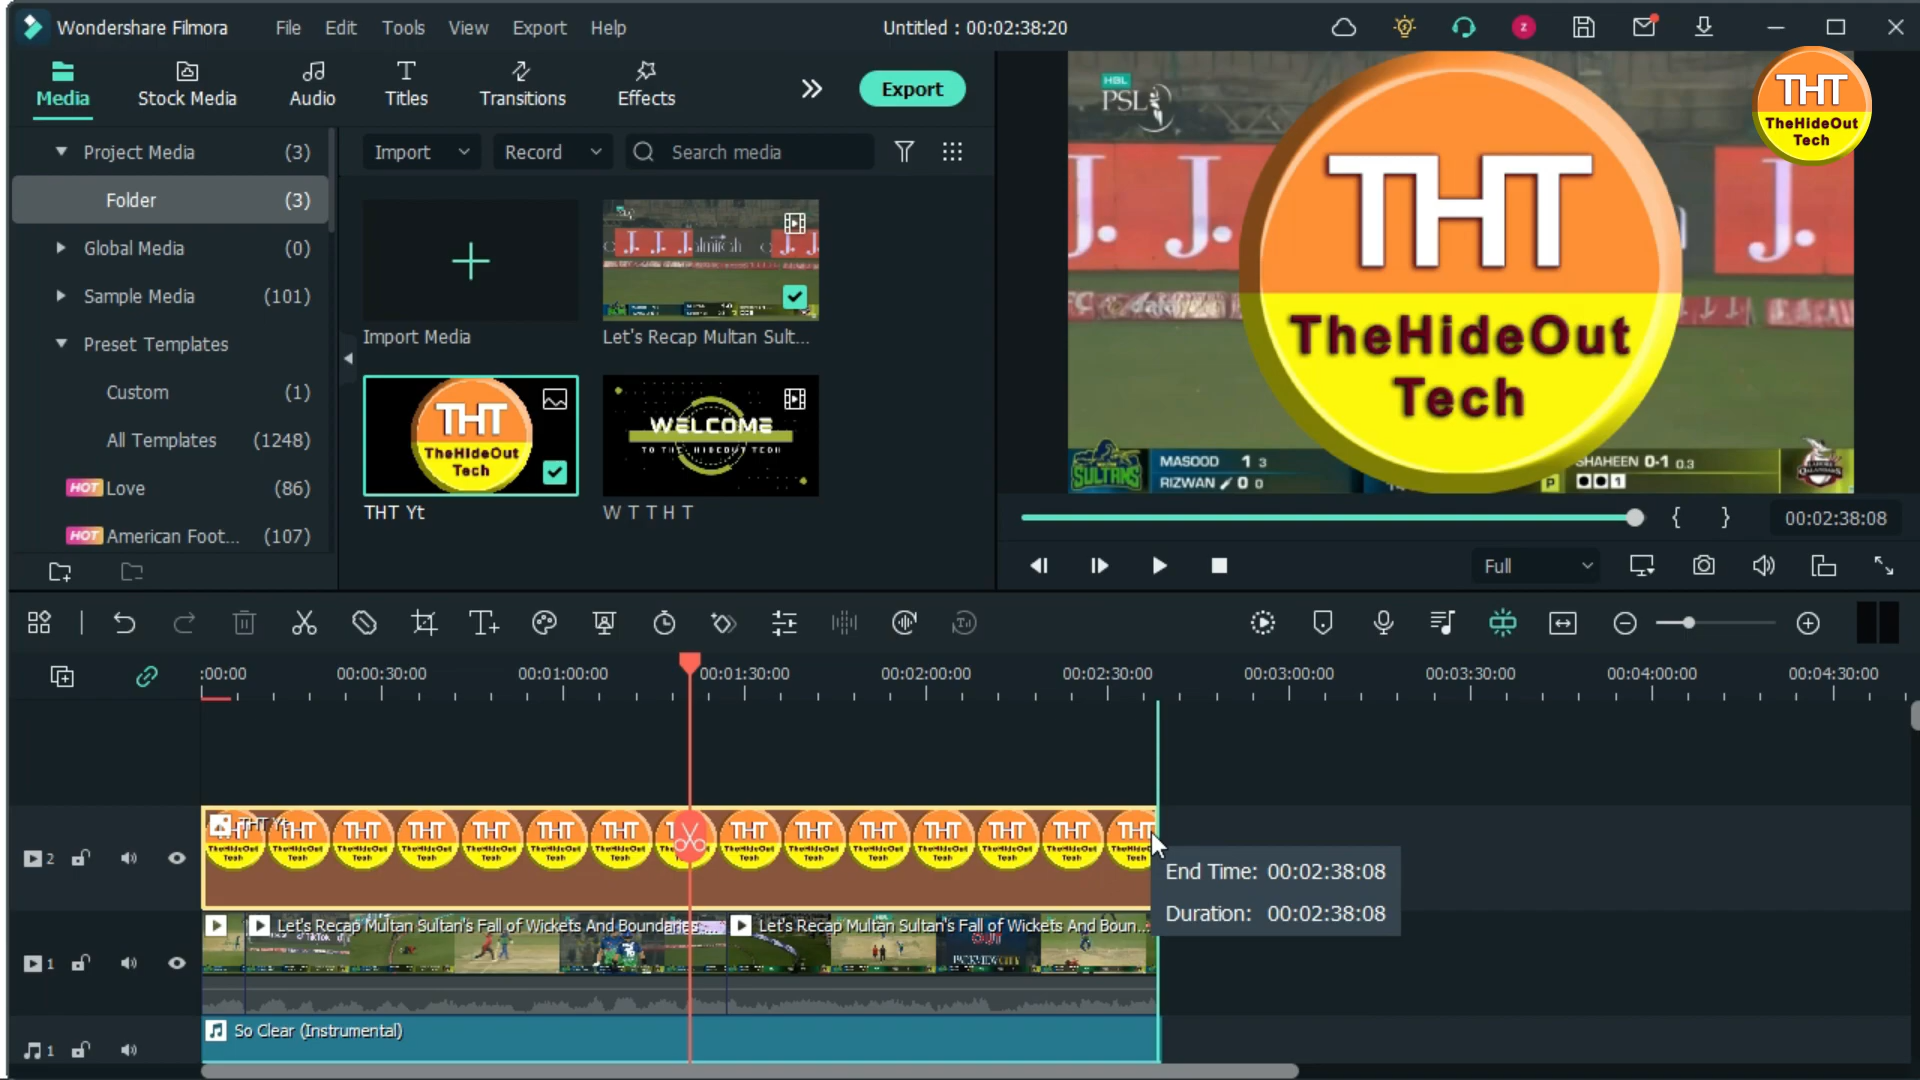 Wondershare Filmora File Edit Tools View Export Help Untitled : 00:02:38:20
Media Stock Media Audio Titles Transitions Effects Export
Project Media (3)
Folder (3)
Global Media (0)
Sample Media (101)
Preset Templates
Custom (1)
All Templates (1248)
HOT Love (86)
HOT American Foot... (107)
Import Record Search media
Import Media
Let's Recap Multan Sult...
THT
TheHideOut
Tech
THT Yt
WELCOME
TO THE HIDEOUT TECH
W T T H T
HBL
PSL
J. J. J.
THT
TheHideOut
Tech
THT
TheHideOut
Tech
SULTANS
MASOOD 1 3
RIZWAN 0 0
P
SHAHEEN 0-1 0.3
1
{ } 00:02:38:08
Full
:00:00 00:00:30:00 00:01:00:00 00:01:30:00 00:02:00:00 00:02:30:00 00:03:00:00 00:03:30:00 00:04:00:00 00:04:30:00
THT Yt
2
End Time: 00:02:38:08
Duration: 00:02:38:08
Let's Recap Multan Sultan's Fall of Wickets And Boundaries
Let's Recap Multan Sultan's Fall of Wickets And Boun...
1
So Clear (Instrumental)
1